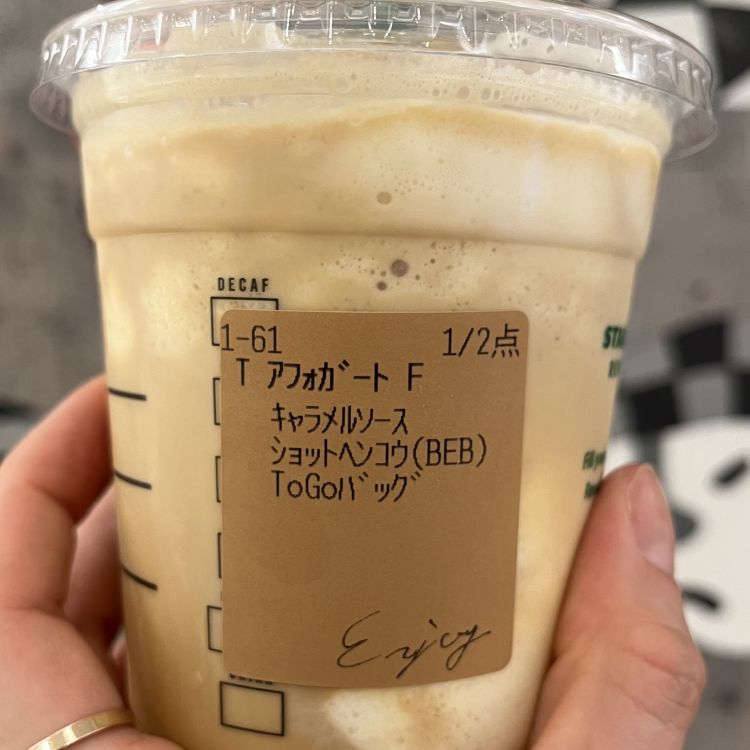 DECAF
1-61 1/2点
T アフォガート F
キャラメルソース
ショットヘンコウ(BEB)
ToGoバッグ
Enjoy